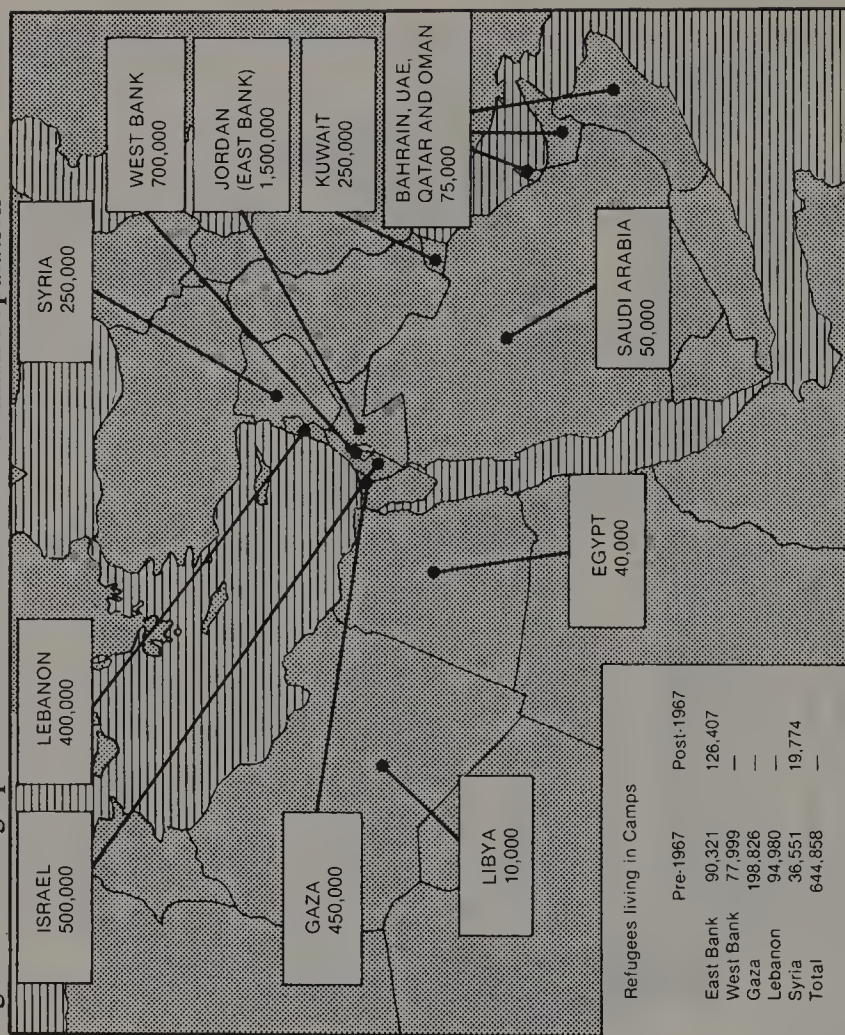 ISRAEL
500,000
LEBANON
400,000
SYRIA
250,000
WEST BANK
700,000
JORDAN
(EAST BANK)
1,500,000
KUWAIT
250,000
BAHRAIN, UAE,
QATAR AND OMAN
75,000
GAZA
450,000
LIBYA
10,000
EGYPT
40,000
SAUDI ARABIA
50,000
Refugees living in Camps
Pre-1967 Post-1967
East Bank 90,321 126,407
West Bank 77,999 —
Gaza 198,826 —
Lebanon 94,980 —
Syria 36,551 19,774
Total 644,858 —